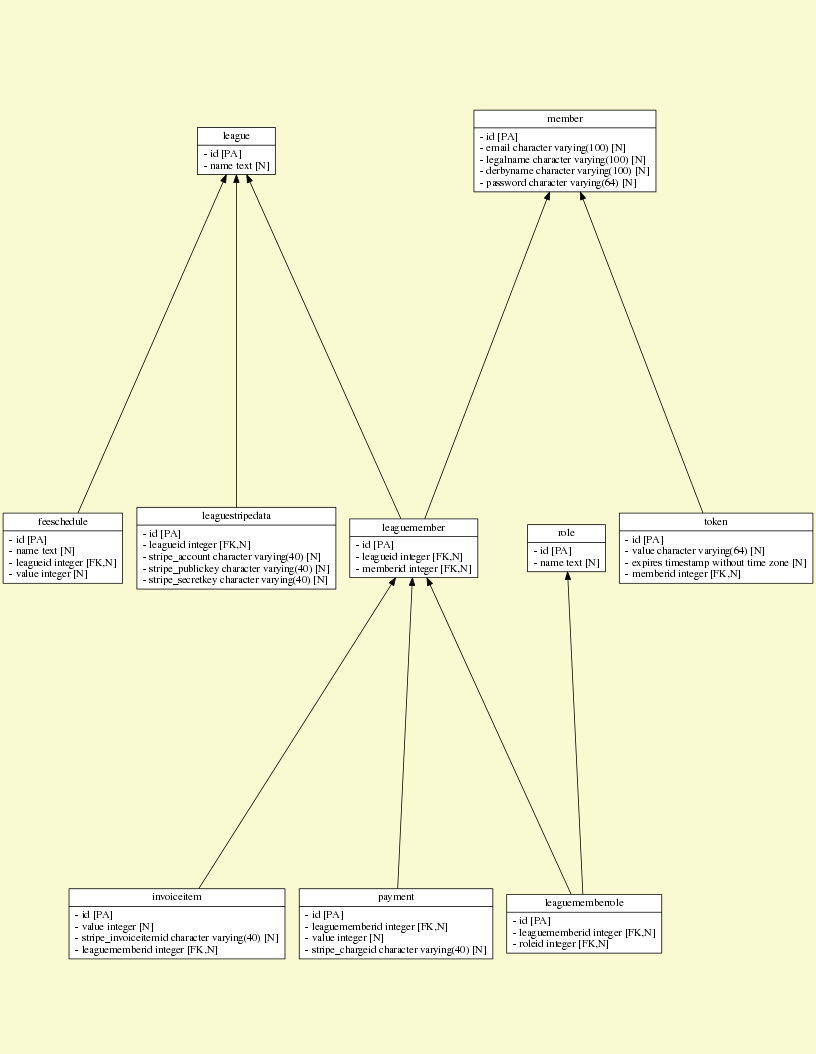 league
- id [PA]
- name text [N]
member
- id [PA]
- email character varying(100) [N]
- legalname character varying(100) [N]
- derbyname character varying(100) [N]
- password character varying(64) [N]
feeschedule
- id [PA]
- name text [N]
- leagueid integer [FK,N]
- value integer [N]
leaguestripedata
- id [PA]
- leagueid integer [FK,N]
- stripe_account character varying(40) [N]
- stripe_publickey character varying(40) [N]
- stripe_secretkey character varying(40) [N]
leaguemember
- id [PA]
- leagueid integer [FK,N]
- memberid integer [FK,N]
role
- id [PA]
- name text [N]
token
- id [PA]
- value character varying(64) [N]
- expires timestamp without time zone [N]
- memberid integer [FK,N]
invoiceitem
- id [PA]
- value integer [N]
- stripe_invoiceitemid character varying(40) [N]
- leaguememberid integer [FK,N]
payment
- id [PA]
- leaguememberid integer [FK,N]
- value integer [N]
- stripe_chargeid character varying(40) [N]
leaguememberrole
- id [PA]
- leaguememberid integer [FK,N]
- roleid integer [FK,N]